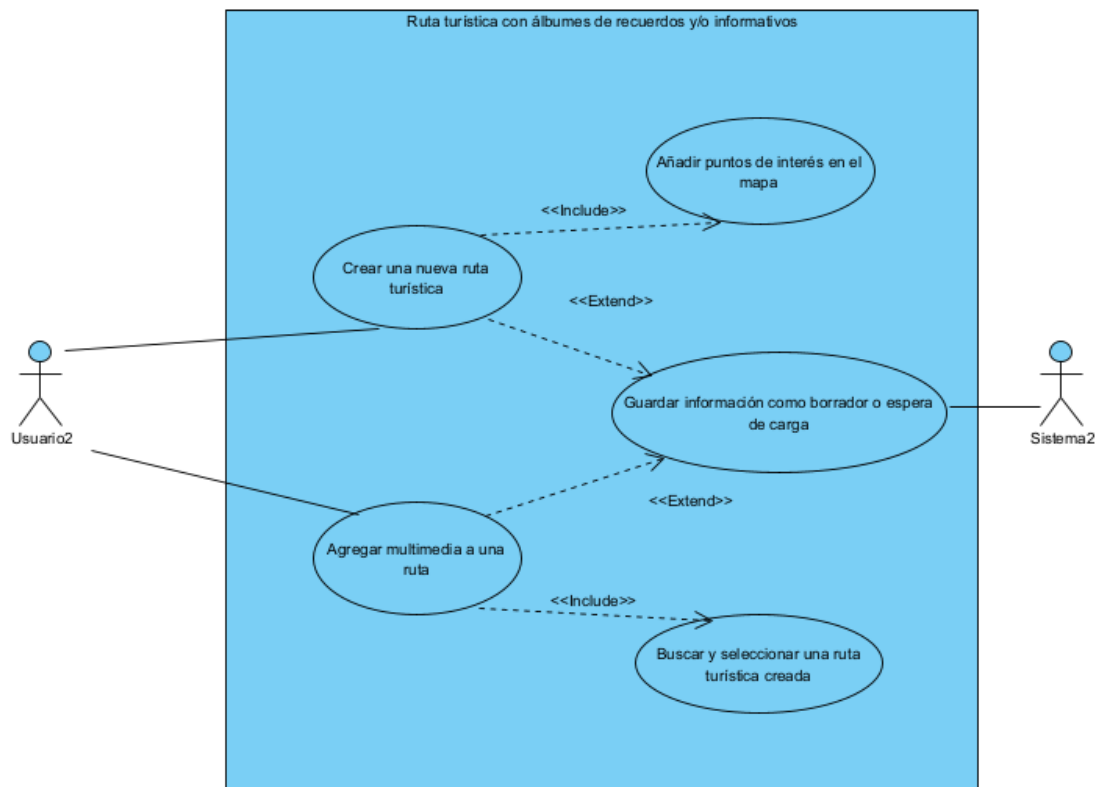 Ruta turística con álbumes de recuerdos y/o informativos
Añadir puntos de interés en el
mapa
<<Include>>
Crear una nueva ruta
turística
<<Extend>>
Guardar información como borrador o espera
de carga
Usuario2
Sistema2
<<Extend>>
Agregar multimedia a una
ruta
<<Include>>
Buscar y seleccionar una ruta
turística creada